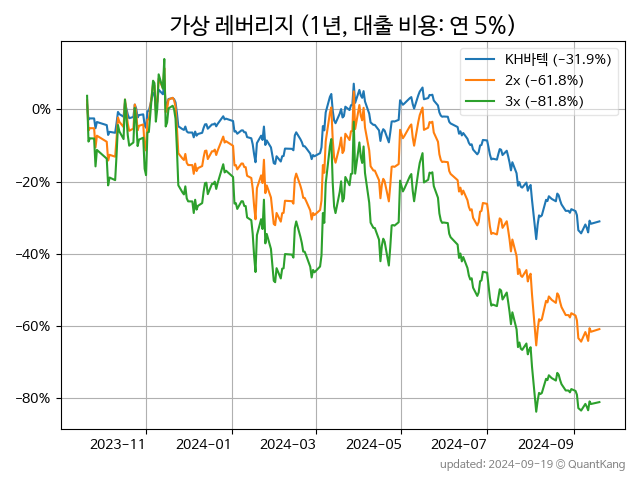 가상 레버리지 (1년, 대출 비용: 연 5%)
KH바텍 (−31.9%)
2x (−61.8%)
3x (−81.8%)
0%
−20%
−40%
−60%
−80%
2023−11 2024−01 2024−03 2024−05 2024−07 2024−09
updated: 2024-09-19 © QuantKang